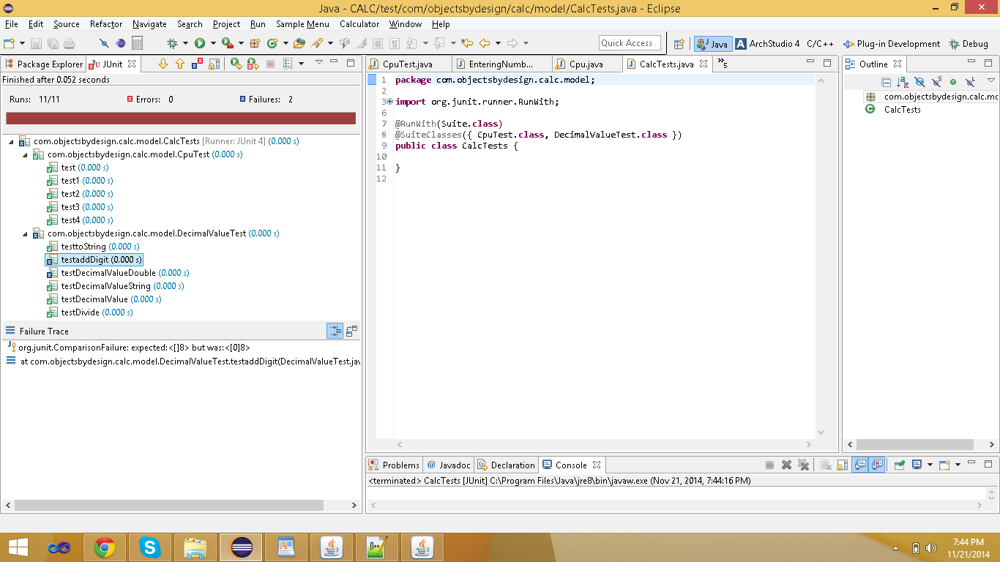 Java - CALC/test/com/objectsbydesign/calc/model/CalcTests.java - Eclipse
File Edit Source Refactor Navigate Search Project Run Sample Menu Calculator Window Help
Quick Access Java ArchStudio 4 C/C++ Plug-in Development Debug
Package Explorer JUnit
Finished after 0.052 seconds
Runs: 11/11 Errors: 0 Failures: 2
com.objectsbydesign.calc.model.CalcTests [Runner: JUnit 4] (0.000 s)
com.objectsbydesign.calc.model.CpuTest (0.000 s)
test (0.000 s)
test1 (0.000 s)
test2 (0.000 s)
test3 (0.000 s)
test4 (0.000 s)
com.objectsbydesign.calc.model.DecimalValueTest (0.000 s)
testtoString (0.000 s)
testaddDigit (0.000 s)
testDecimalValueDouble (0.000 s)
testDecimalValueString (0.000 s)
testDecimalValue (0.000 s)
testDivide (0.000 s)
Failure Trace
org.junit.ComparisonFailure: expected:<[]8> but was:<[0]8>
at com.objectsbydesign.calc.model.DecimalValueTest.testaddDigit(DecimalValueTest.jav
CpuTest.java EnteringNumb... Cpu.java CalcTests.java »5
1 package com.objectsbydesign.calc.model;
2
3 import org.junit.runner.RunWith;
6
7 @RunWith(Suite.class)
8 @SuiteClasses({ CpuTest.class, DecimalValueTest.class })
9 public class CalcTests {
10
11 }
12
Outline
com.objectsbydesign.calc.mo
CalcTests
Problems @ Javadoc Declaration Console
<terminated> CalcTests [JUnit] C:\Program Files\Java\jre8\bin\javaw.exe (Nov 21, 2014, 7:44:16 PM)
7:44 PM
11/21/2014